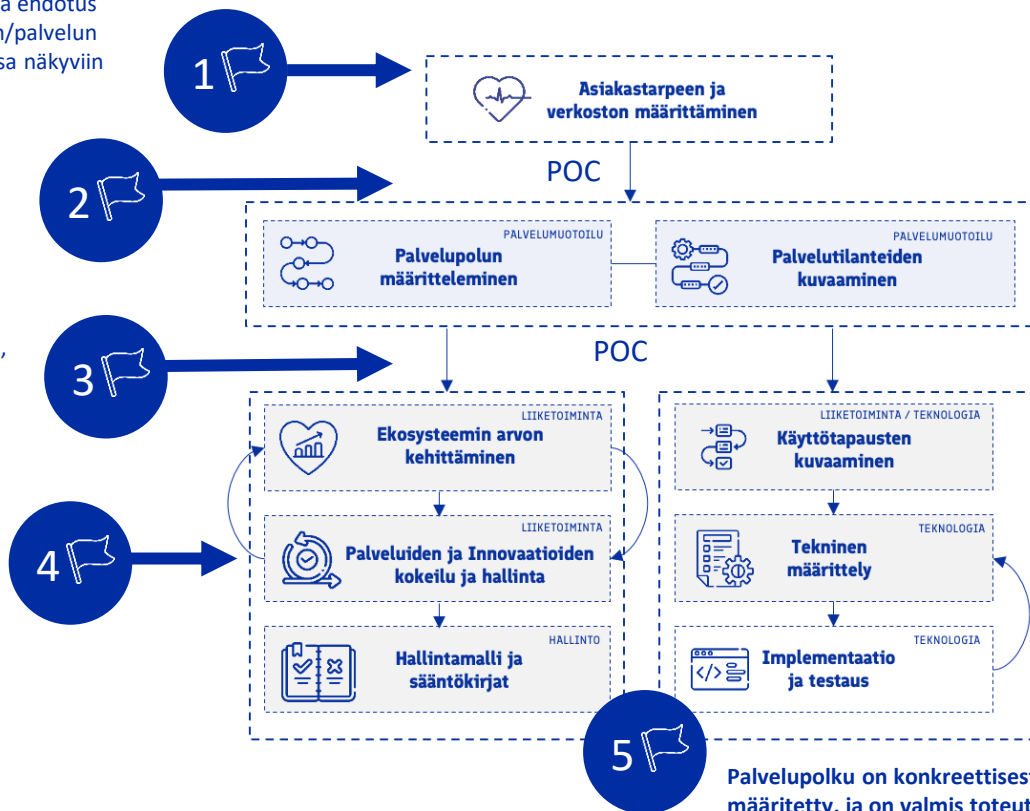 a ehdotus
n/palvelun
sa näkyviin
1
Asiakastarpeen ja
verkoston määrittäminen
2
POC
PALVELUMUOTOILU
Palvelupolun
määritteleminen
PALVELUMUOTOILU
Palvelutilanteiden
kuvaaminen
,
3
POC
LIIKETOIMINTA
Ekosysteemin arvon
kehittäminen
LIIKETOIMINTA / TEKNOLOGIA
Käyttötapausten
kuvaaminen
4
LIIKETOIMINTA
Palveluiden ja Innovaatioiden
kokeilu ja hallinta
TEKNOLOGIA
Tekninen
määrittely
HALLINTO
Hallintamalli ja
sääntökirjat
TEKNOLOGIA
Implementaatio
ja testaus
5
Palvelupolku on konkreettisest
määritetty, ja on valmis toteut